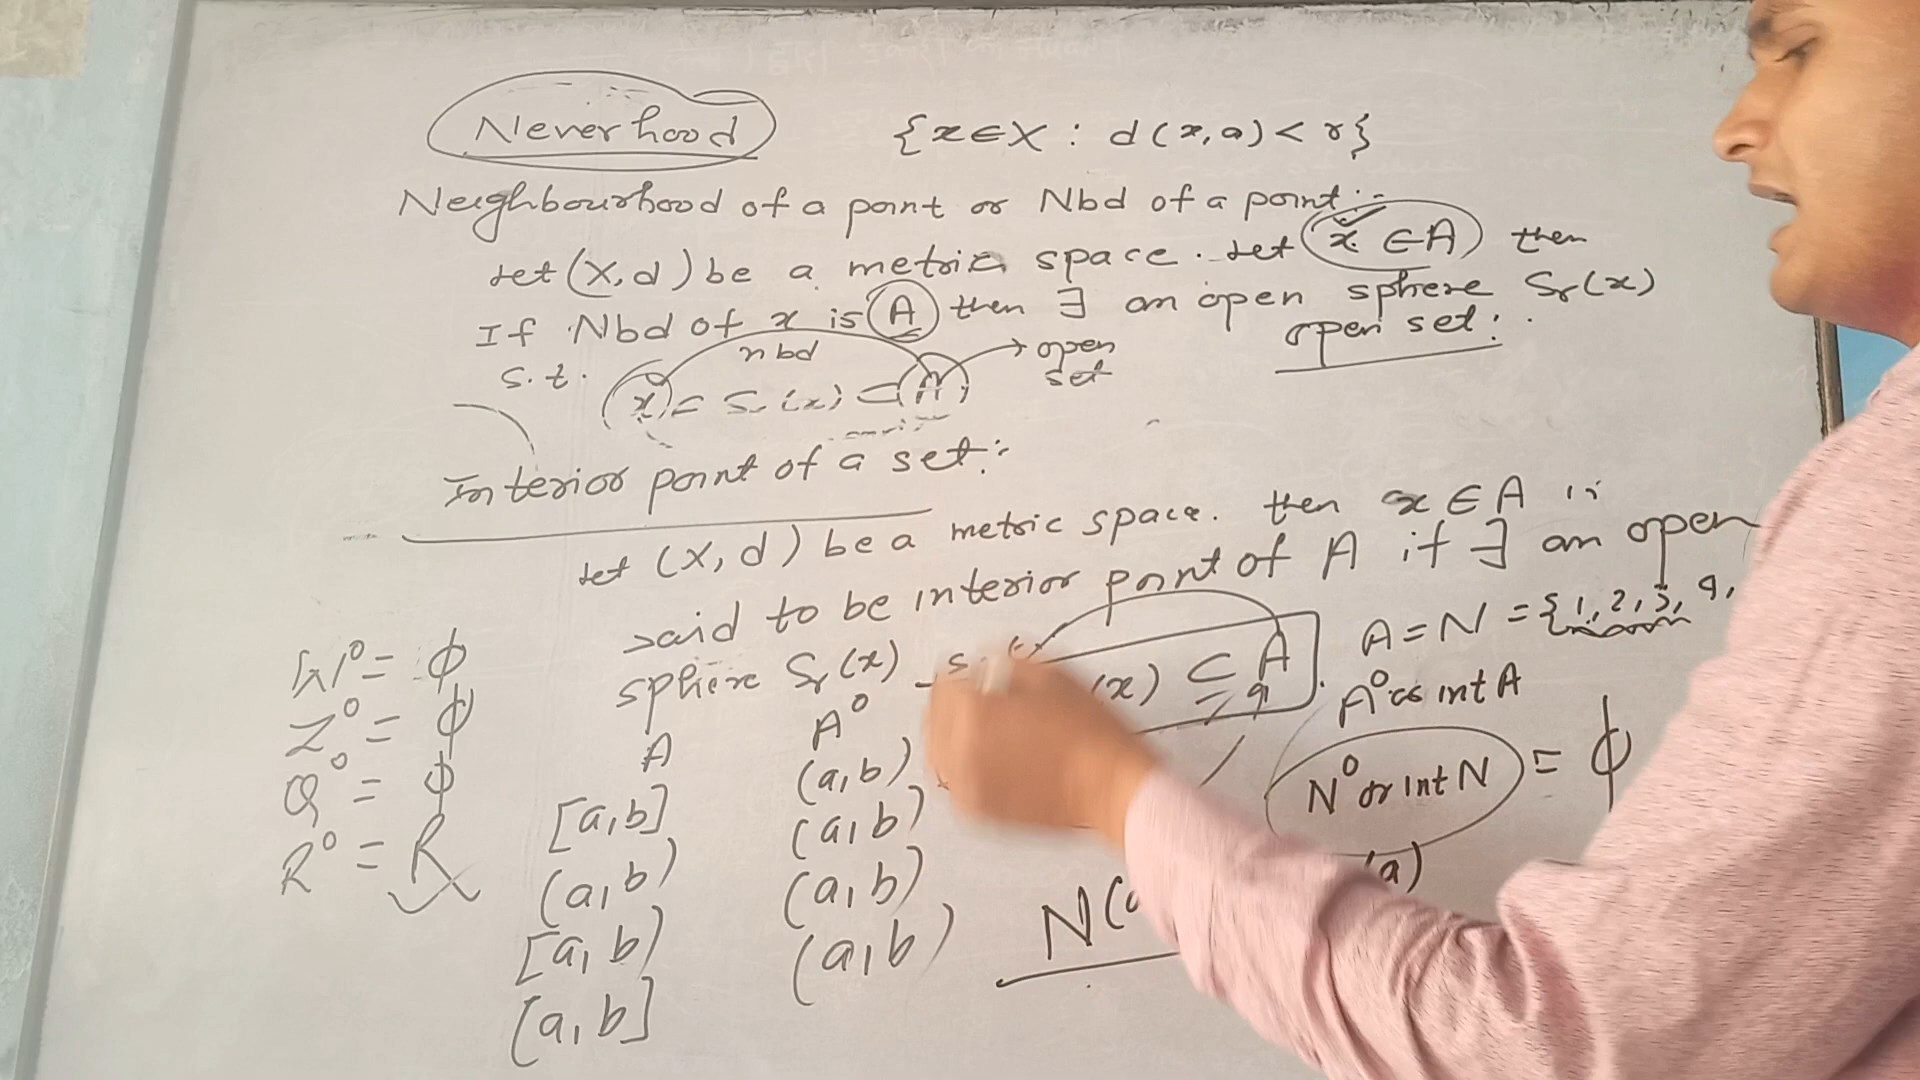 Neverhood {x∈X : d(x,a) < r}
Neighbourhood of a point or Nbd of a point :-
Let (X,d) be a metric space. Let x ∈ A then
If Nbd of x is A then ∃ an open sphere Sr(x)
open set :
s.t. nbd → open set
x ⊂ Sr(x) ⊂ A
Interior point of a set :-
Let (X,d) be a metric space. then x ∈ A is
said to be interior point of A if ∃ an open
sphere Sr(x) (x) ⊆ A
A = N = {1, 2, 3, 4,
A° or int A
N° or int N = ϕ
W° = ϕ
Z° = ϕ
Q° = ϕ
R° = R
A A°
[a,b] (a,b)
(a,b) (a,b)
[a,b) (a,b)
[a,b] (a,b)
N(a (a)